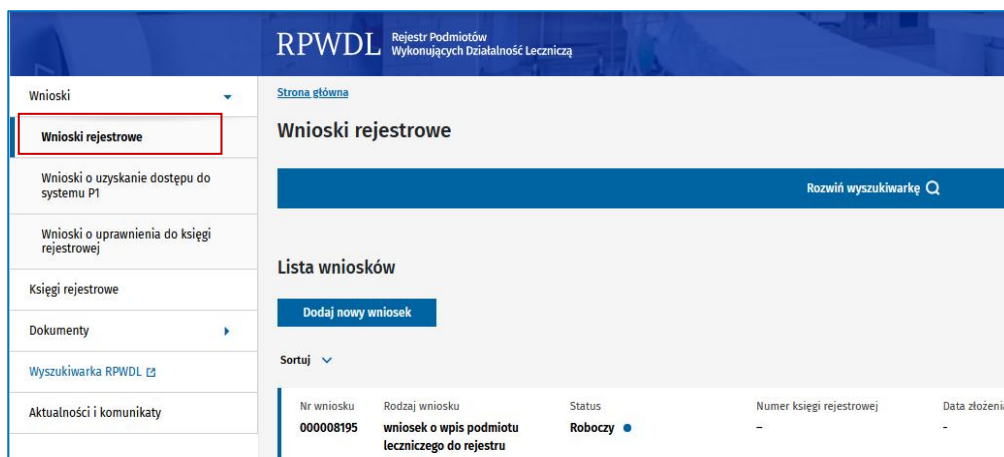 RPWDL
Rejestr Podmiotów
Wykonujących Działalność Leczniczą
Wnioski
Wnioski rejestrowe
Wnioski o uzyskanie dostępu do
systemu P1
Wnioski o uprawnienia do księgi
rejestrowej
Księgi rejestrowe
Dokumenty
Wyszukiwarka RPWDL
Aktualności i komunikaty
Strona główna
Wnioski rejestrowe
Rozwiń wyszukiwarkę
Lista wniosków
Dodaj nowy wniosek
Sortuj
Nr wniosku Rodzaj wniosku Status Numer księgi rejestrowej Data złożenia
000008195 wniosek o wpis podmiotu Roboczy – -
leczniczego do rejestru